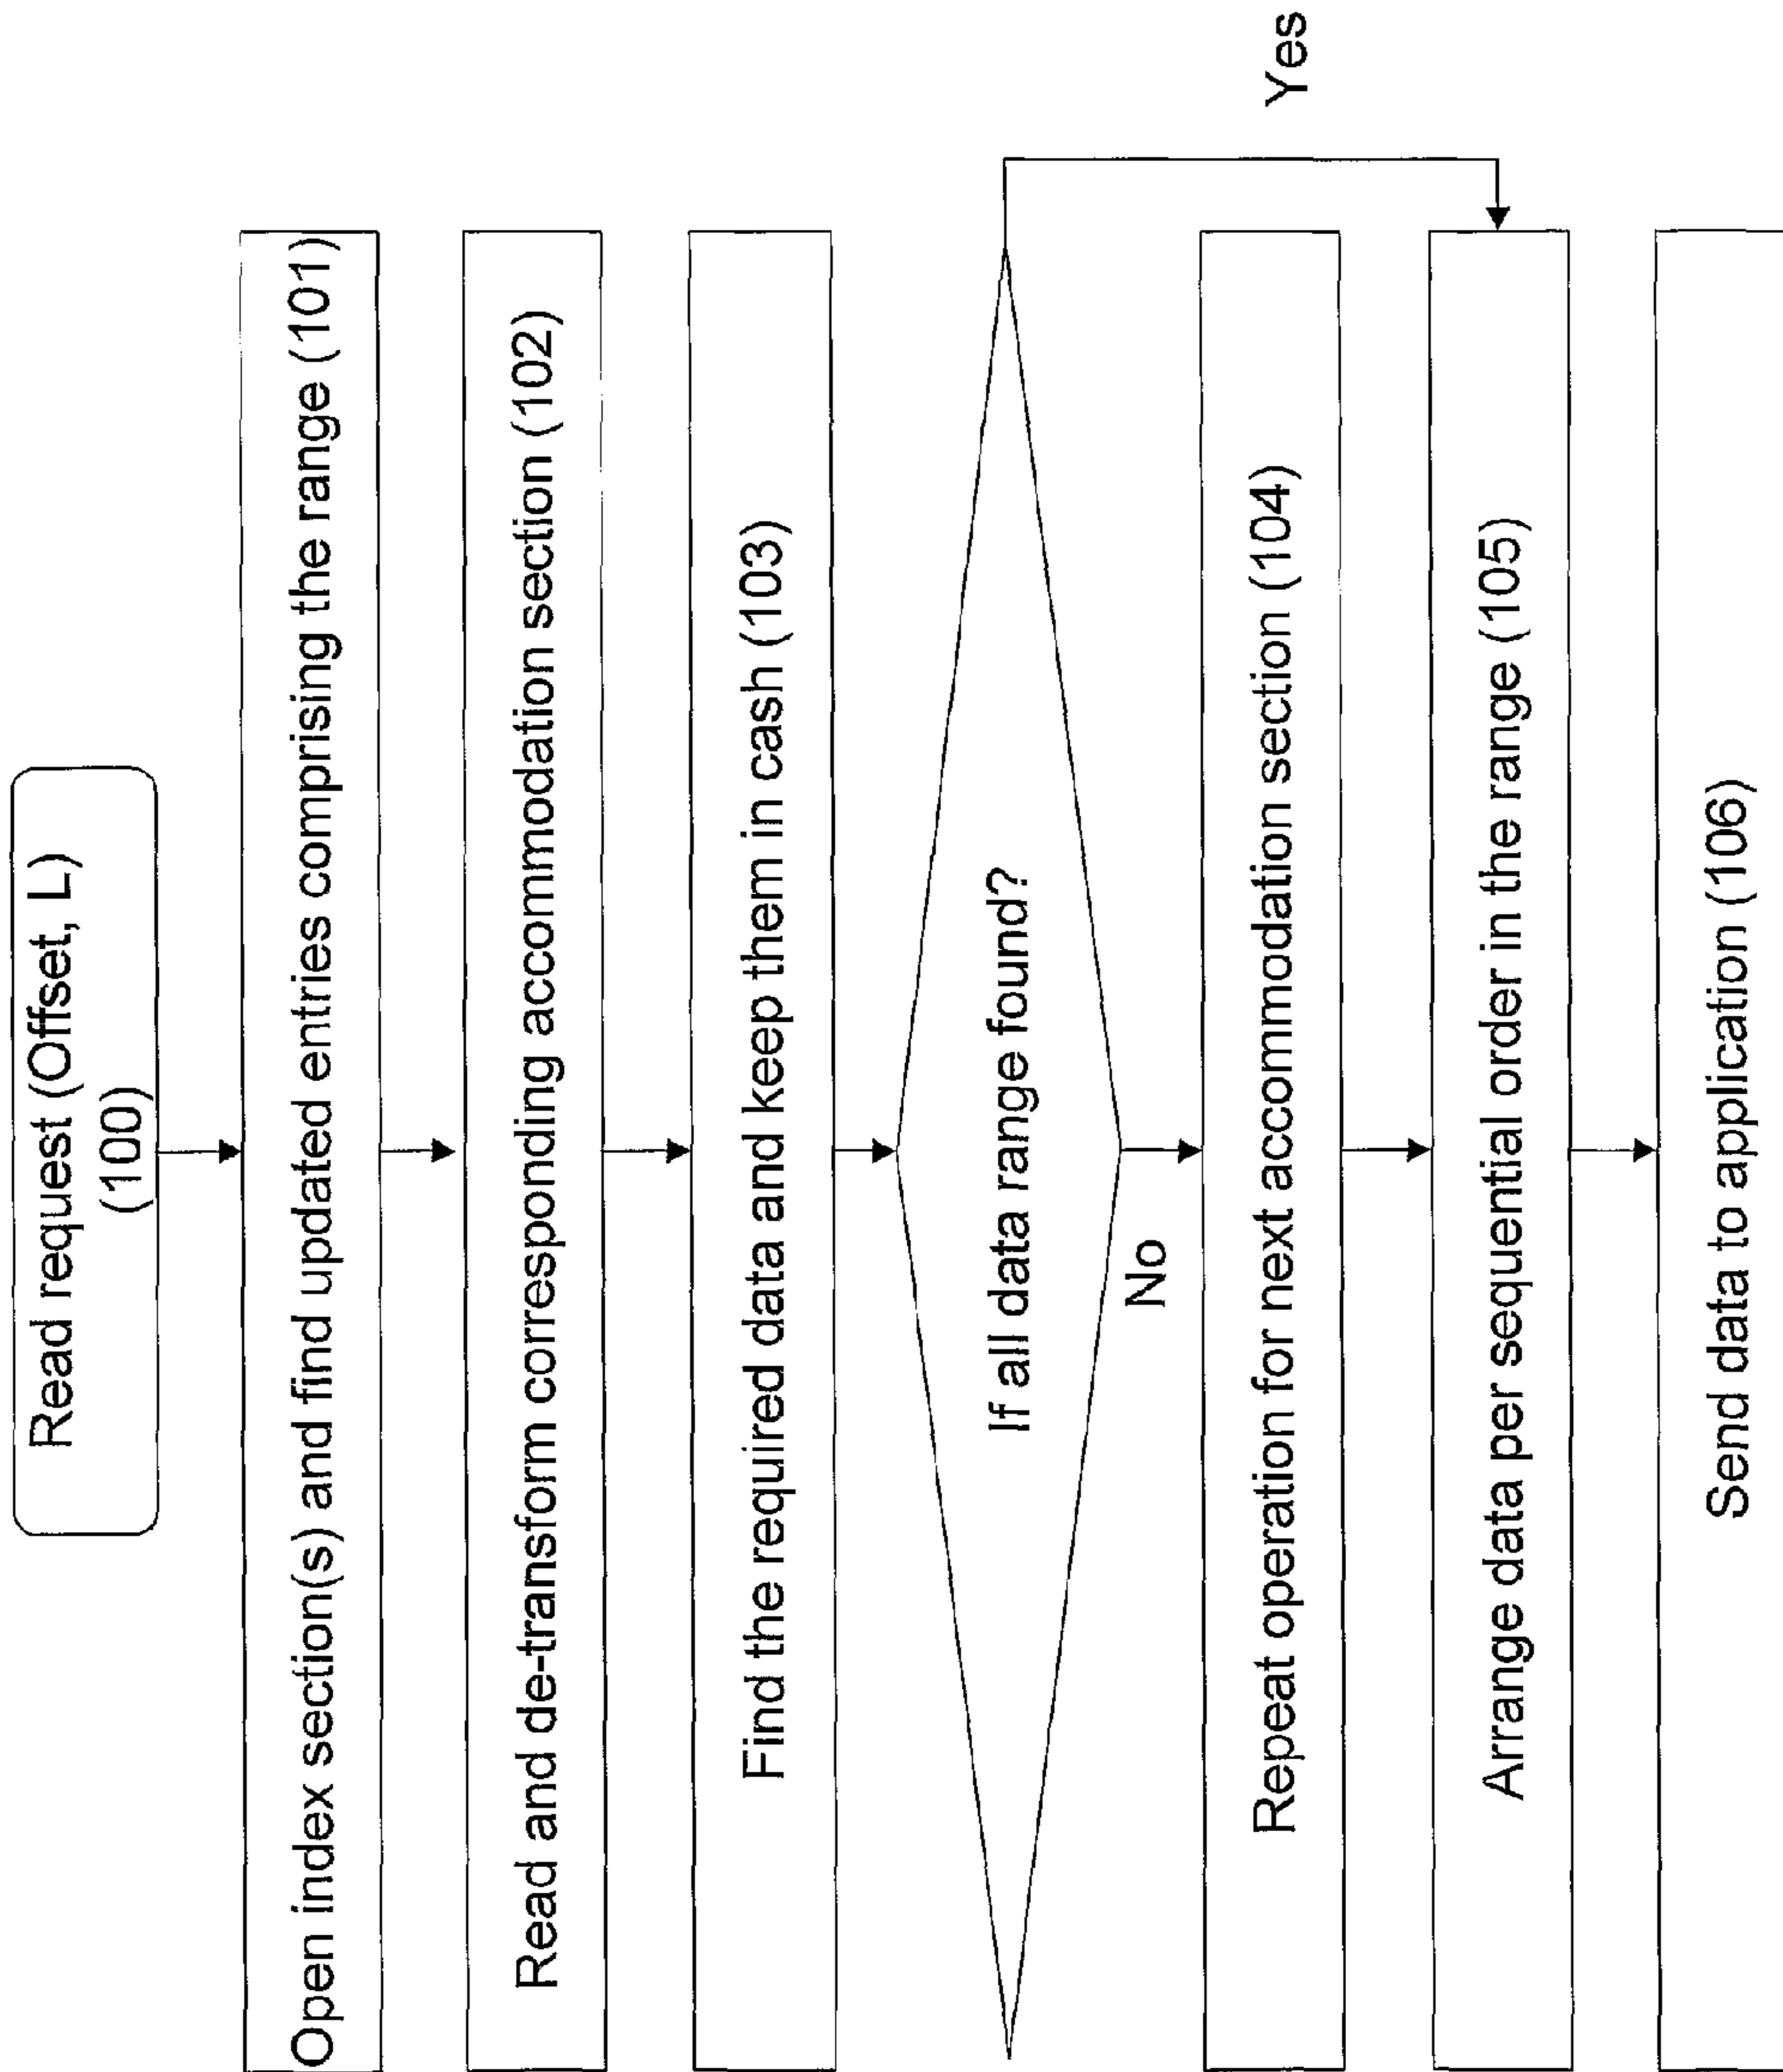 Read request (Offset, L)
(100)
Open index section(s) and find updated entries comprising the range (101)
Read and de-transform corresponding accommodation section (102)
Find the required data and keep them in cash (103)
If all data range found?
Yes
No
Repeat operation for next accommodation section (104)
Arrange data per sequential order in the range (105)
Send data to application (106)